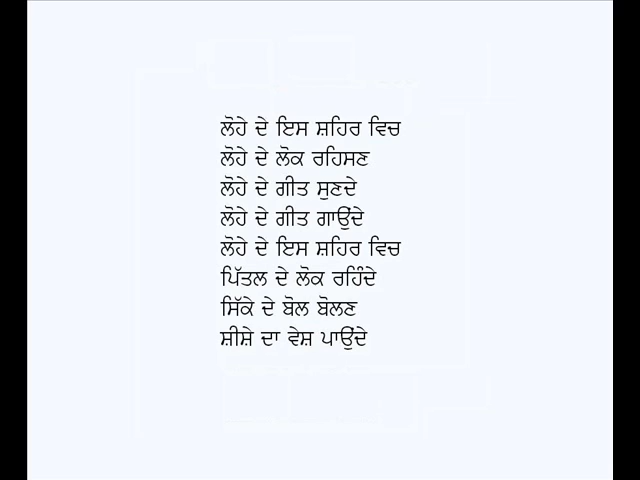 ਲੋਹੇ ਦੇ ਇਸ ਸ਼ਹਿਰ ਵਿਚ
ਲੋਹੇ ਦੇ ਲੋਕ ਰਹਿਸਣ
ਲੋਹੇ ਦੇ ਗੀਤ ਸੁਣਦੇ
ਲੋਹੇ ਦੇ ਗੀਤ ਗਾਉਂਦੇ
ਲੋਹੇ ਦੇ ਇਸ ਸ਼ਹਿਰ ਵਿਚ
ਪਿੱਤਲ ਦੇ ਲੋਕ ਰਹਿੰਦੇ
ਸਿੱਕੇ ਦੇ ਬੋਲ ਬੋਲਣ
ਸ਼ੀਸ਼ੇ ਦਾ ਵੇਸ਼ ਪਾਉਂਦੇ